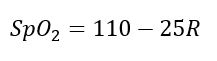 SpO₂ = 110 − 25R